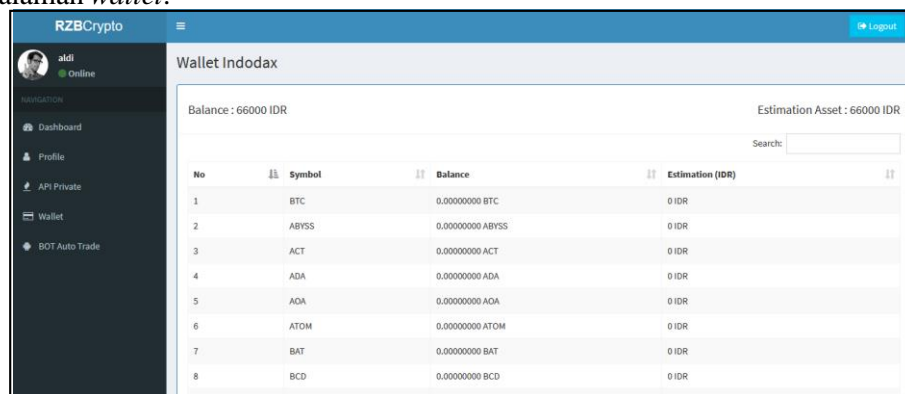 wallet.
RZBCrypto
Logout
aldi
Online
NAVIGATION
Dashboard
Profile
API Private
Wallet
BOT Auto Trade
Wallet Indodax
Balance : 66000 IDR Estimation Asset : 66000 IDR
Search:
No Symbol Balance Estimation (IDR)
1 BTC 0.00000000 BTC 0 IDR
2 ABYSS 0.00000000 ABYSS 0 IDR
3 ACT 0.00000000 ACT 0 IDR
4 ADA 0.00000000 ADA 0 IDR
5 AOA 0.00000000 AOA 0 IDR
6 ATOM 0.00000000 ATOM 0 IDR
7 BAT 0.00000000 BAT 0 IDR
8 BCD 0.00000000 BCD 0 IDR